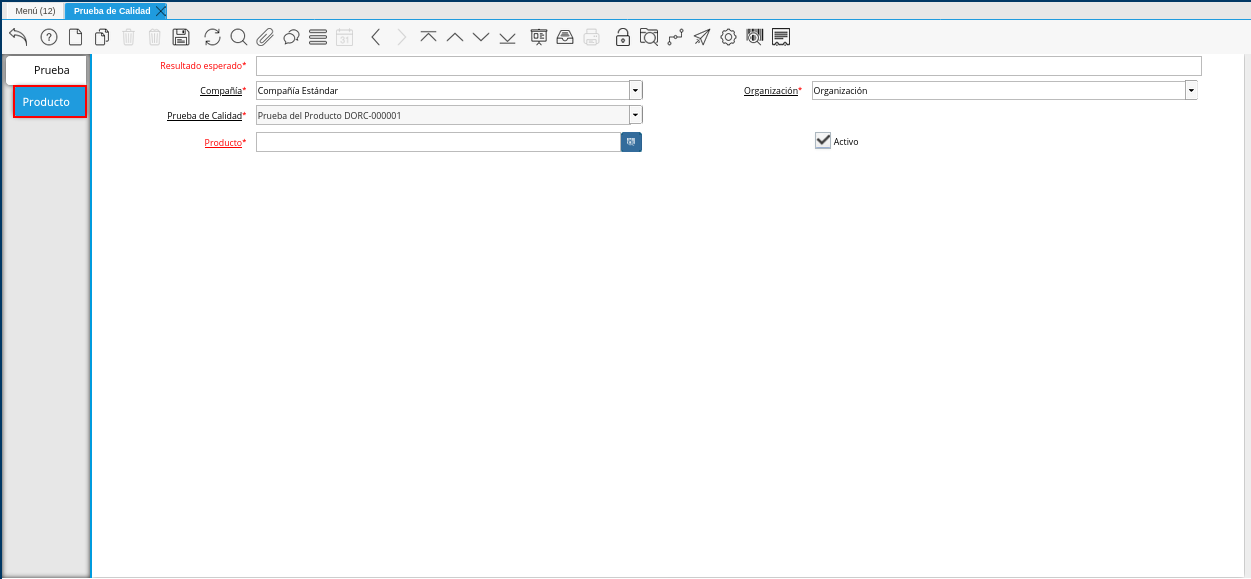 Menú (12) Prueba de Calidad
31
Prueba
Producto
Resultado esperado*
Compañía* Compañía Estándar Organización* Organización
Prueba de Calidad* Prueba del Producto DORC-000001
Producto* Activo